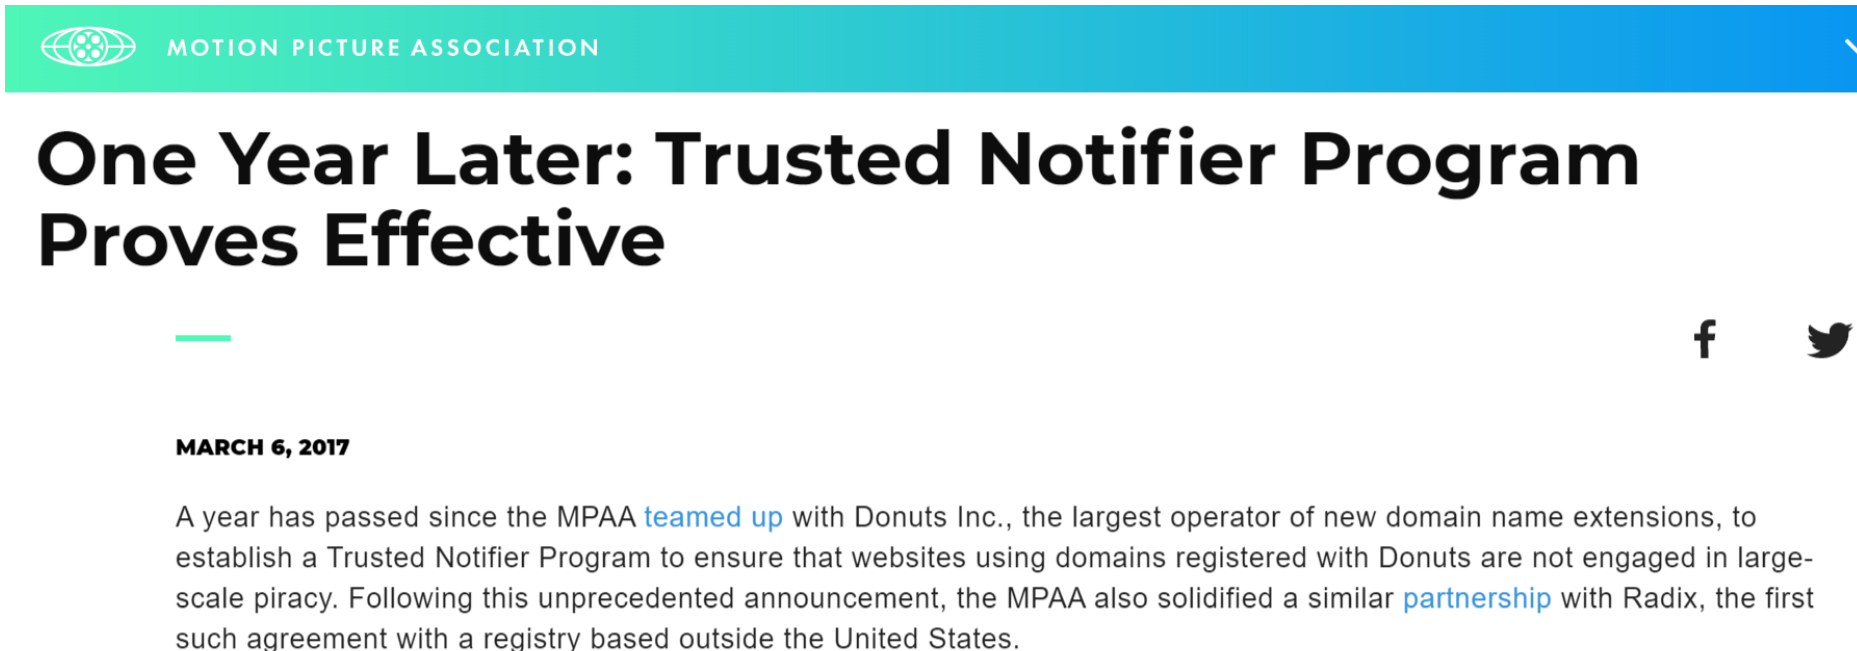 MOTION PICTURE ASSOCIATION
One Year Later: Trusted Notifier Program
Proves Effective
MARCH 6, 2017
A year has passed since the MPAA teamed up with Donuts Inc., the largest operator of new domain name extensions, to
establish a Trusted Notifier Program to ensure that websites using domains registered with Donuts are not engaged in large-
scale piracy. Following this unprecedented announcement, the MPAA also solidified a similar partnership with Radix, the first
such agreement with a registry based outside the United States.